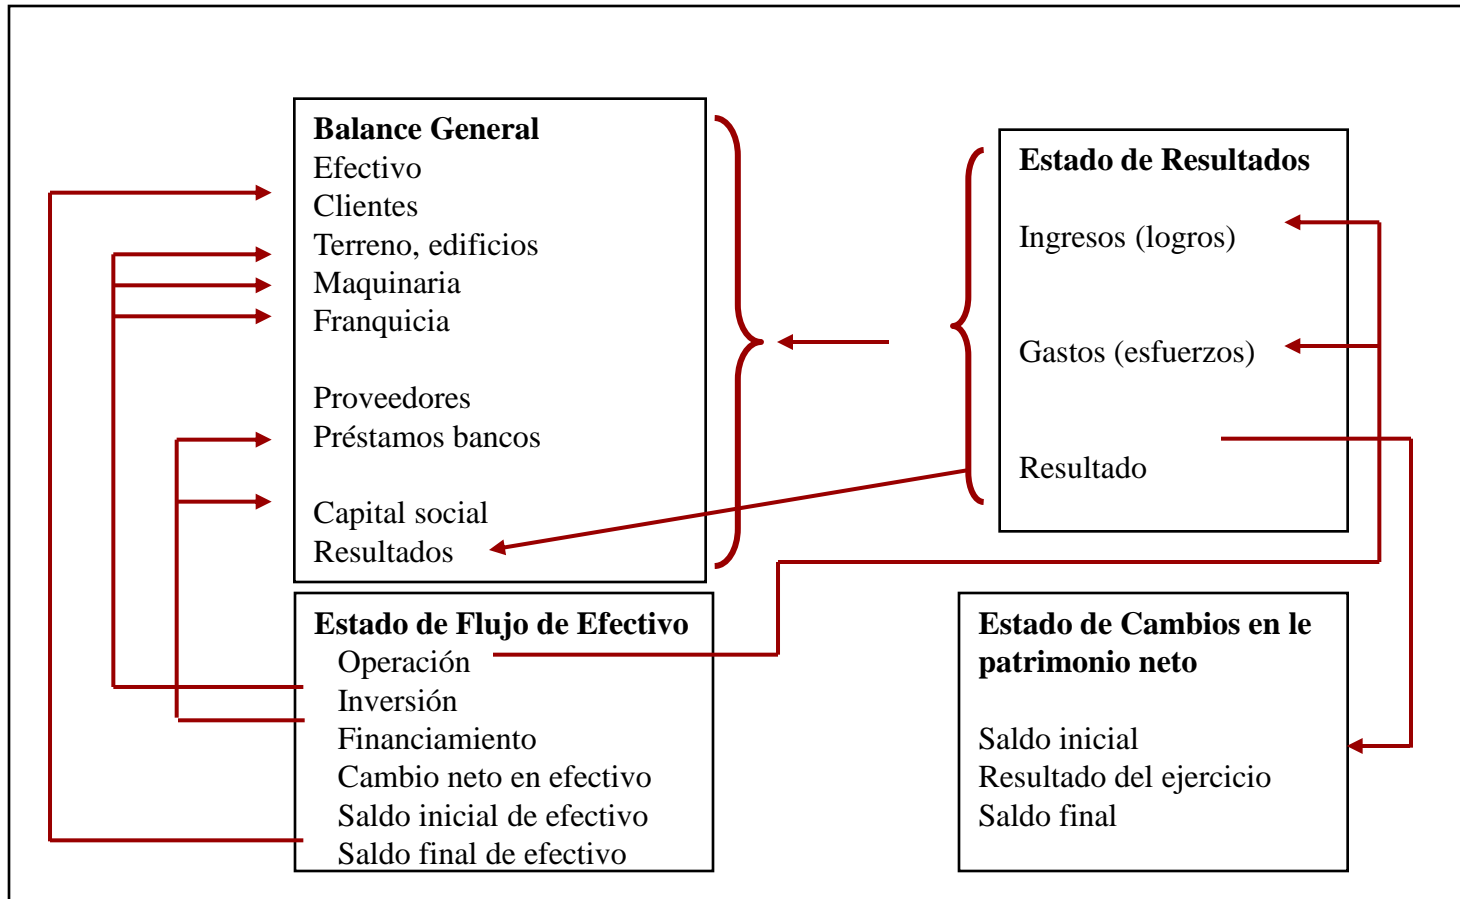 Balance General
Efectivo
Clientes
Terreno, edificios
Maquinaria
Franquicia
Proveedores
Préstamos bancos
Capital social
Resultados
Estado de Resultados
Ingresos (logros)
Gastos (esfuerzos)
Resultado
Estado de Flujo de Efectivo
Operación
Inversión
Financiamiento
Cambio neto en efectivo
Saldo inicial de efectivo
Saldo final de efectivo
Estado de Cambios en le
patrimonio neto
Saldo inicial
Resultado del ejercicio
Saldo final